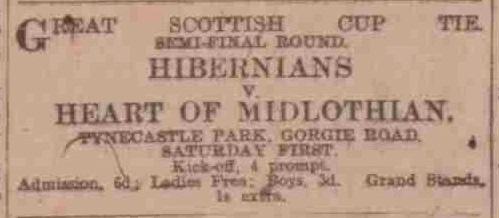 GREAT SCOTTISH CUP TIE.
SEMI-FINAL ROUND.
HIBERNIANS
V.
HEART OF MIDLOTHIAN.
TYNECASTLE PARK, GORGIE ROAD.
SATURDAY FIRST.
Kick-off, 4 prompt.
Admission, 6d; Ladies Free; Boys, 3d. Grand Stands,
1s extra.